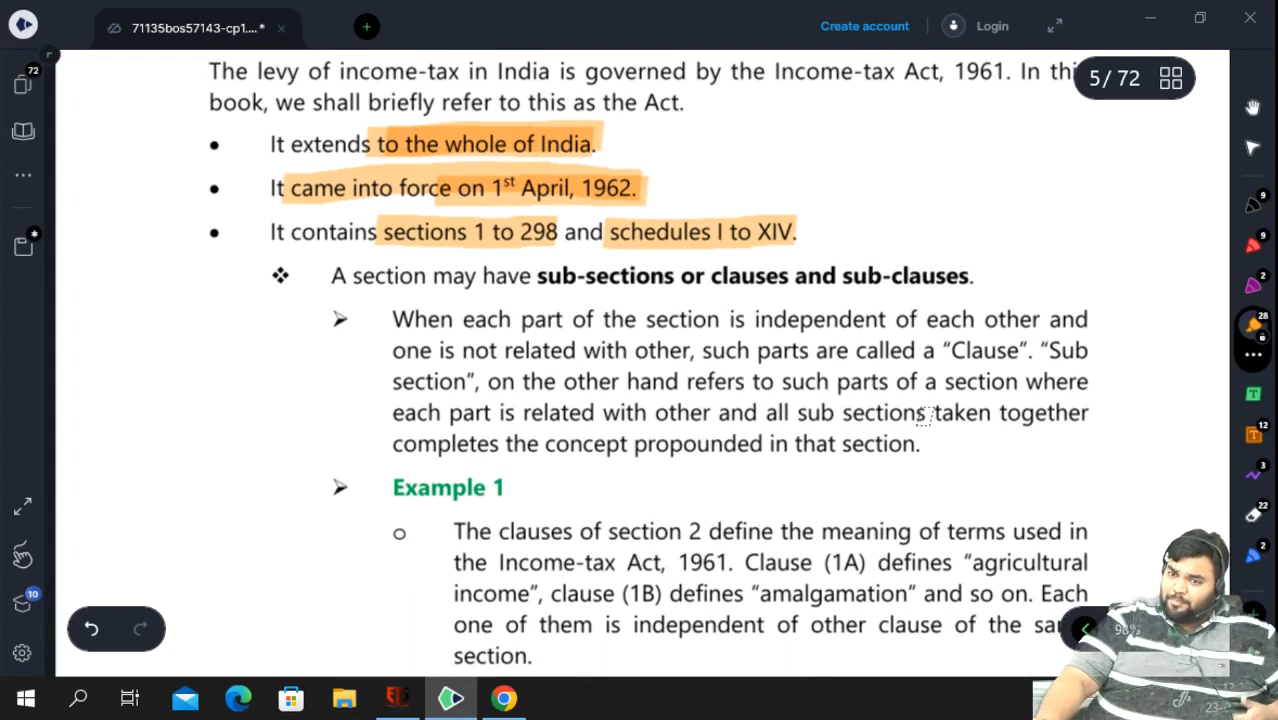 71135bos57143-cp1....*
Create account
Login
72
5/72
The levy of income-tax in India is governed by the Income-tax Act, 1961. In
book, we shall briefly refer to this as the Act.
• It extends to the whole of India.
• It came into force on 1st April, 1962.
• It contains sections 1 to 298 and schedules I to XIV.
❖ A section may have sub-sections or clauses and sub-clauses.
➢ When each part of the section is independent of each other and
one is not related with other, such parts are called a “Clause”. “Sub
section”, on the other hand refers to such parts of a section where
each part is related with other and all sub sections taken together
completes the concept propounded in that section.
➢ Example 1
o The clauses of section 2 define the meaning of terms used in
the Income-tax Act, 1961. Clause (1A) defines “agricultural
income”, clause (1B) defines “amalgamation” and so on. Each
one of them is independent of other clause of the
section.
98%
10
9
9
2
28
T
T 12
3
22
2